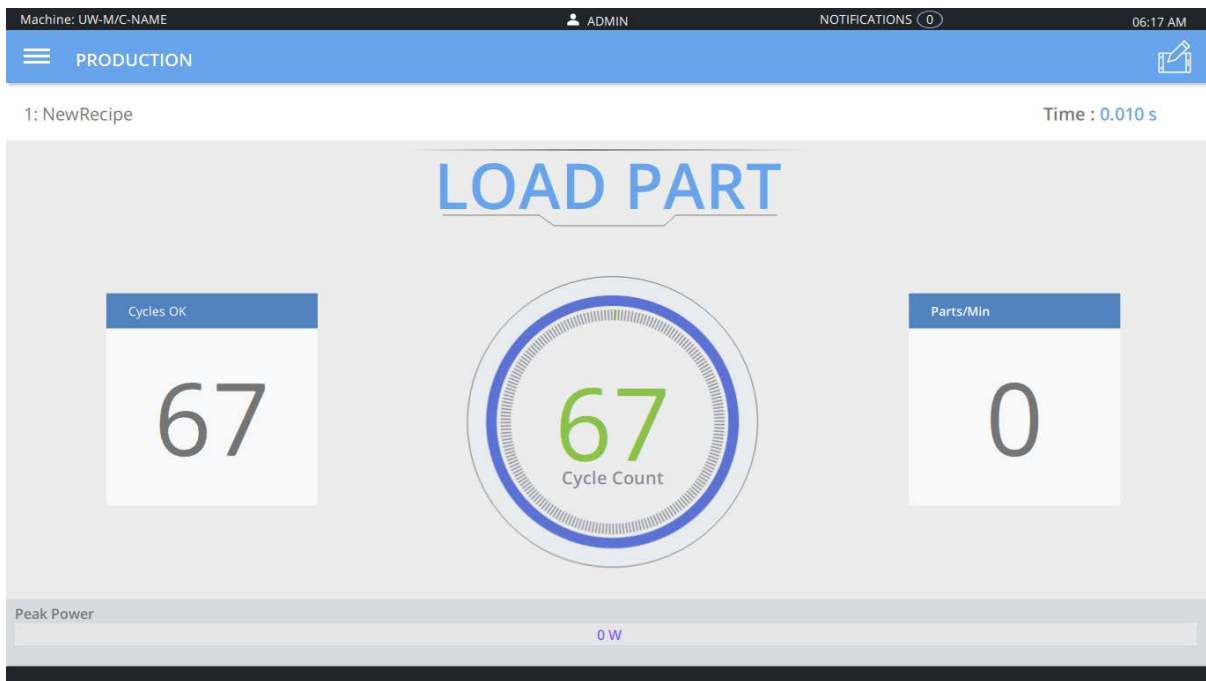 Machine: UW-M/C-NAME ADMIN NOTIFICATIONS 0 06:17 AM
PRODUCTION
1: NewRecipe Time : 0.010 s
LOAD PART
Cycles OK
67
67
Cycle Count
Parts/Min
0
Peak Power
0 W